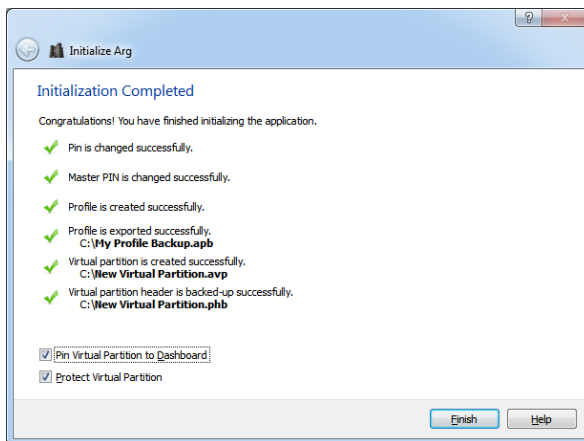 ?
x
Initialize Arg
Initialization Completed
Congratulations! You have finished initializing the application.
Pin is changed successfully.
Master PIN is changed successfully.
Profile is created successfully.
Profile is exported successfully.
C:\My Profile Backup.apb
Virtual partition is created successfully.
C:\New Virtual Partition.avp
Virtual partition header is backed-up successfully.
C:\New Virtual Partition.phb
Pin Virtual Partition to Dashboard
Protect Virtual Partition
Finish
Help